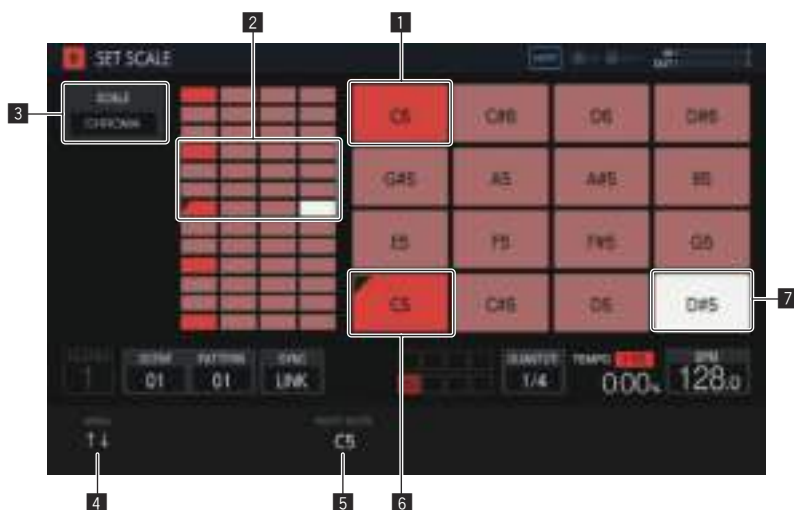 2
1
SET SCALE
3
SCALE
CHROMA
C6
C#6
D6
D#6
G#5
A5
A#5
B5
E5
F5
F#5
G5
C5
C#5
D5
D#5
7
SCENE
PATTERN
SYNC
1
01
01
LINK
QUANTIZE
1/4
TEMPO
0.00
BPM
128.0
↑↓
C5
4
5
6